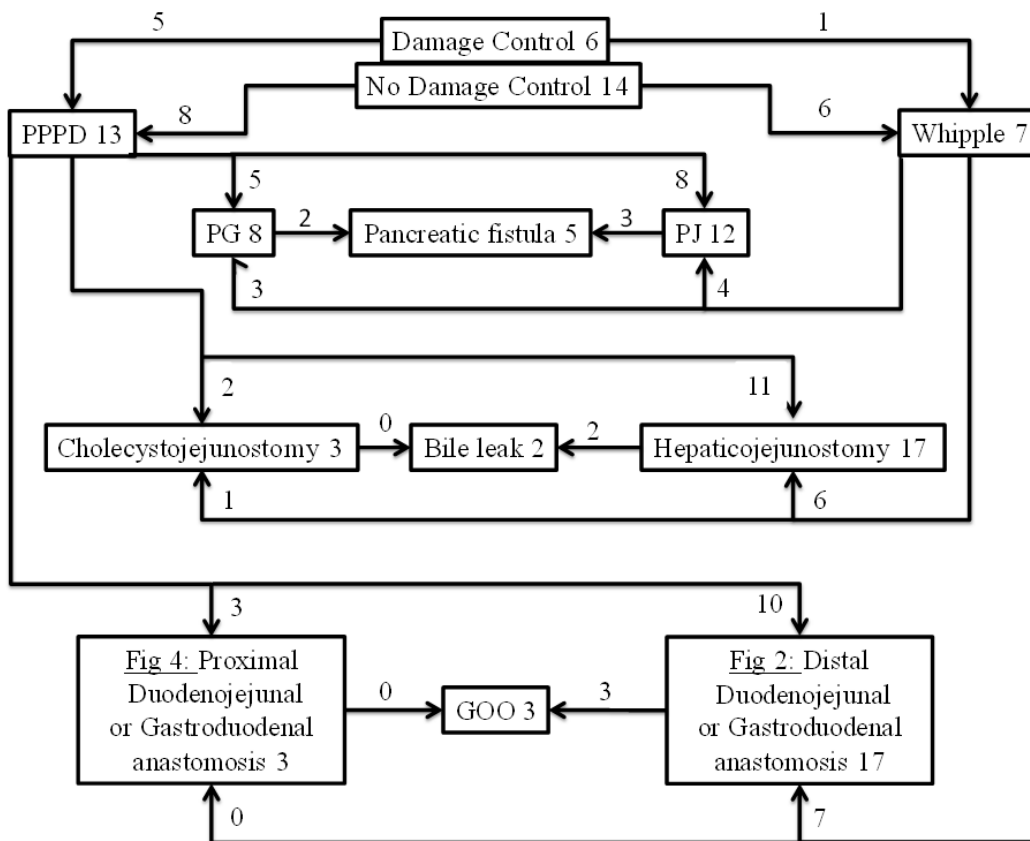 5
Damage Control 6
1
No Damage Control 14
8
6
PPPD 13
Whipple 7
5
8
PG 8
2
Pancreatic fistula 5
3
PJ 12
3
4
2
11
Cholecystojejunostomy 3
0
Bile leak 2
2
Hepaticojejunostomy 17
1
6
3
10
Fig 4: Proximal
Duodenojejunal
or Gastroduodenal
anastomosis 3
0
GOO 3
3
Fig 2: Distal
Duodenojejunal
or Gastroduodenal
anastomosis 17
0
7